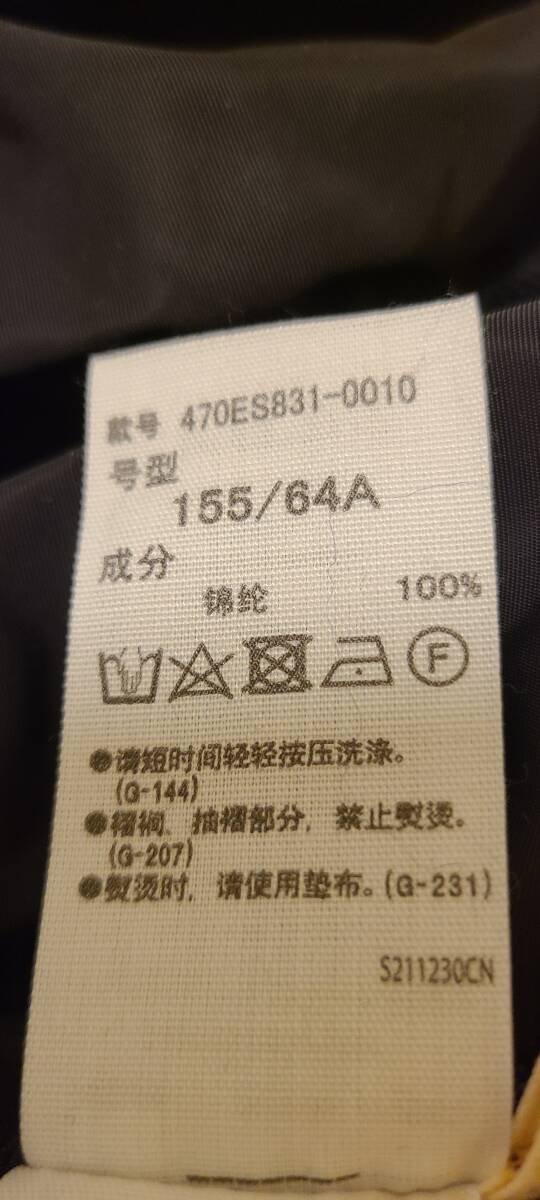 款号 470ES831-0010
号型
155/64A
成分
锦纶 100%
F
●请短时间轻轻按压洗涤。
(G-144)
●褶裥、抽褶部分，禁止熨烫。
(G-207)
●熨烫时，请使用垫布。(G-231)
S211230CN